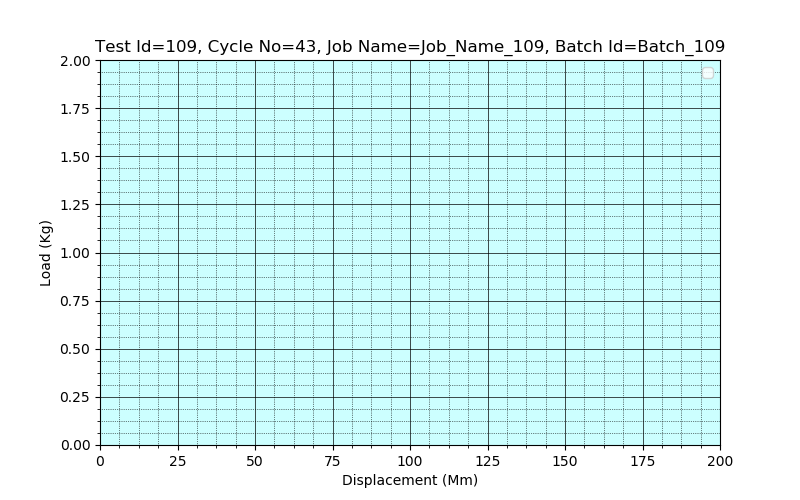 Test Id=109, Cycle No=43, Job Name=Job_Name_109, Batch Id=Batch_109
2.00
1.75
1.50
1.25
1.00
0.75
0.50
0.25
0.00
Load (Kg)
0 25 50 75 100 125 150 175 200
Displacement (Mm)